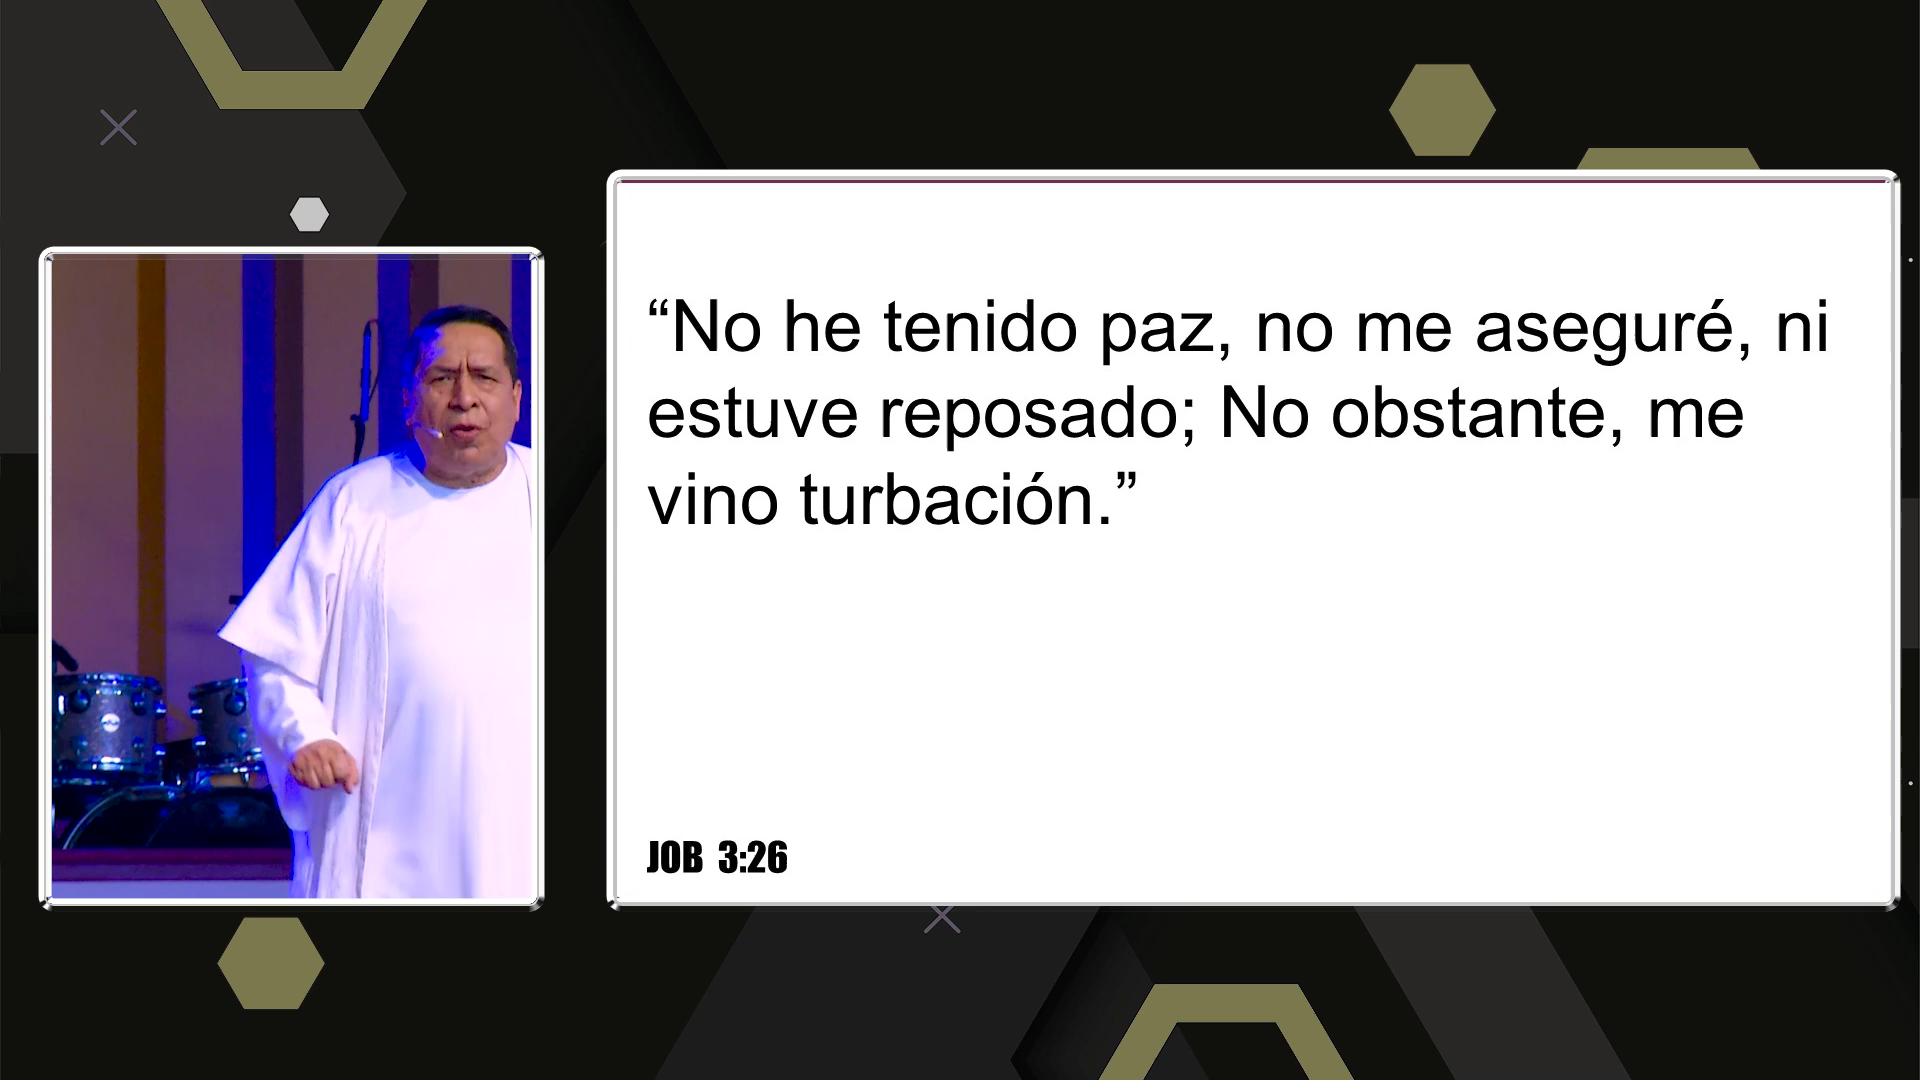 “No he tenido paz, no me aseguré, ni
estuve reposado; No obstante, me
vino turbación.”
JOB 3:26